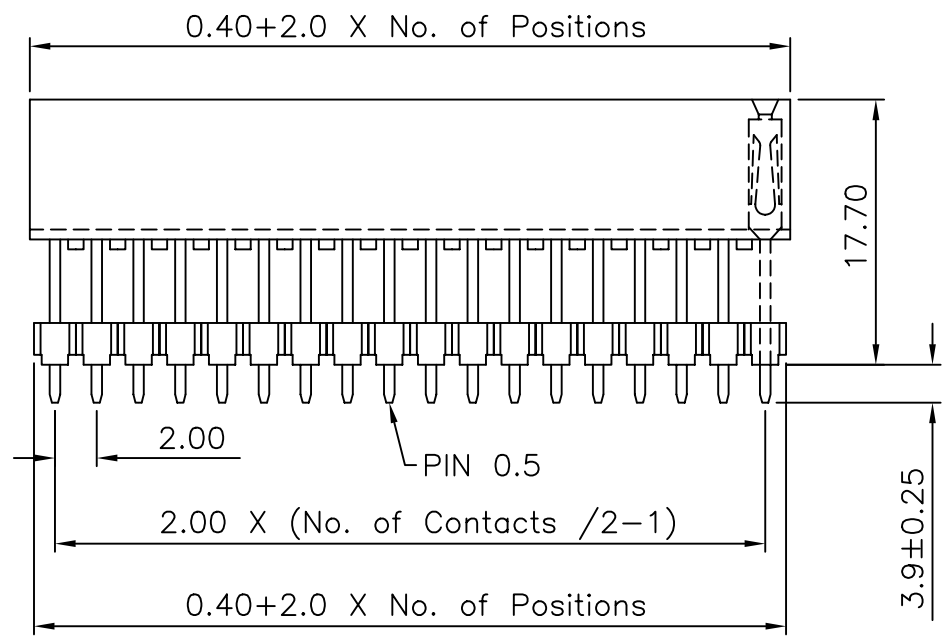 0.40+2.0 X No. of Positions
17.70
2.00
PIN 0.5
3.9±0.25
2.00 X (No. of Contacts /2-1)
0.40+2.0 X No. of Positions